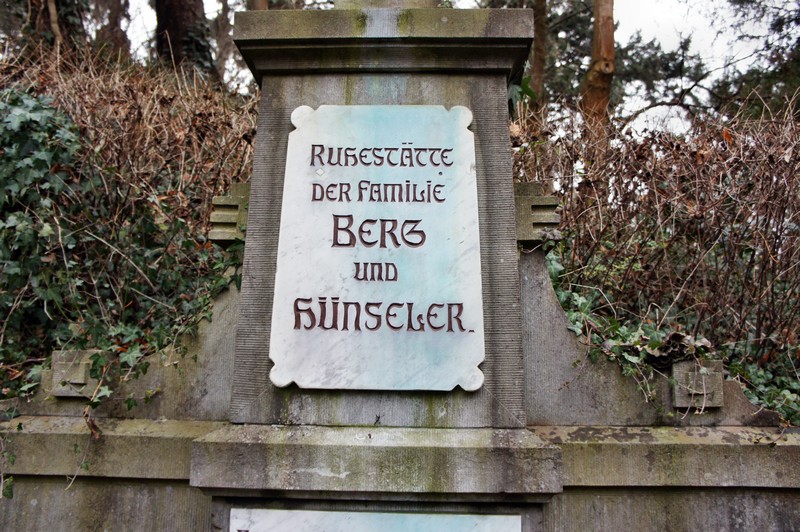 Ruhestätte
der Familie
Berg
und
Hünseler.